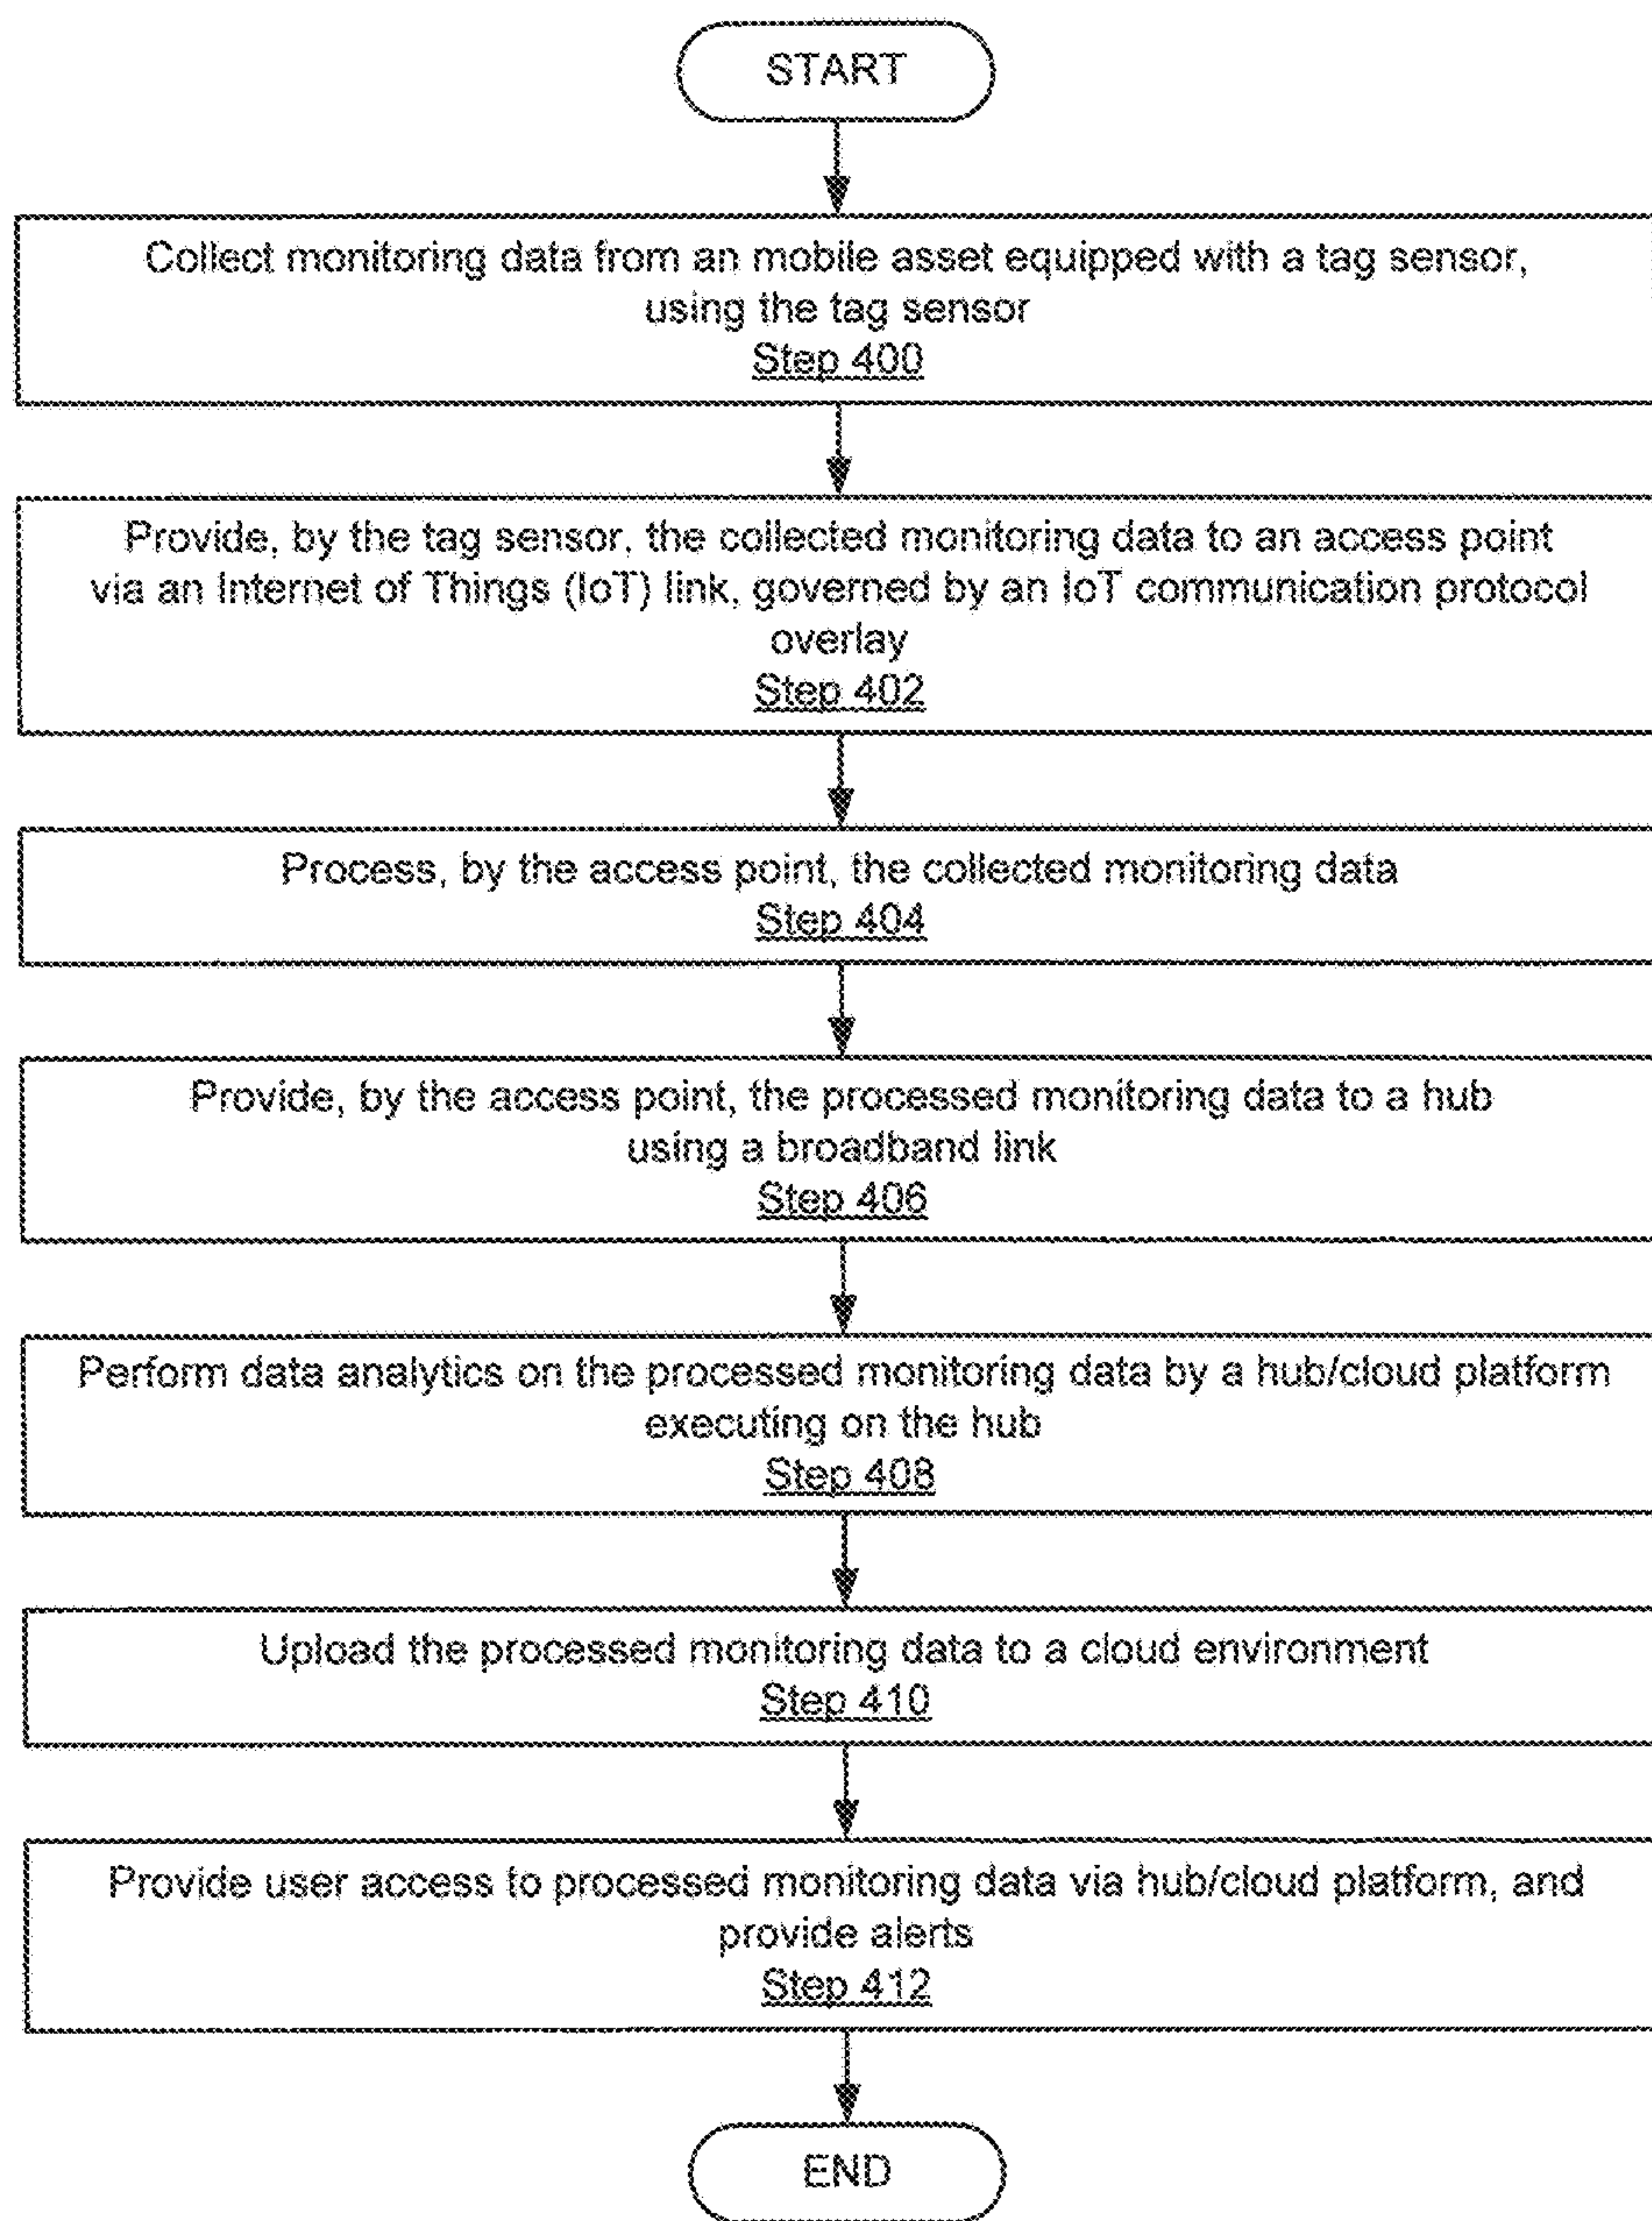 START
Collect monitoring data from an mobile asset equipped with a tag sensor,
using the tag sensor
Step 400
Provide, by the tag sensor, the collected monitoring data to an access point
via an Internet of Things (IoT) link, governed by an IoT communication protocol
overlay
Step 402
Process, by the access point, the collected monitoring data
Step 404
Provide, by the access point, the processed monitoring data to a hub
using a broadband link
Step 406
Perform data analytics on the processed monitoring data by a hub/cloud platform
executing on the hub
Step 408
Upload the processed monitoring data to a cloud environment
Step 410
Provide user access to processed monitoring data via hub/cloud platform, and
provide alerts
Step 412
END